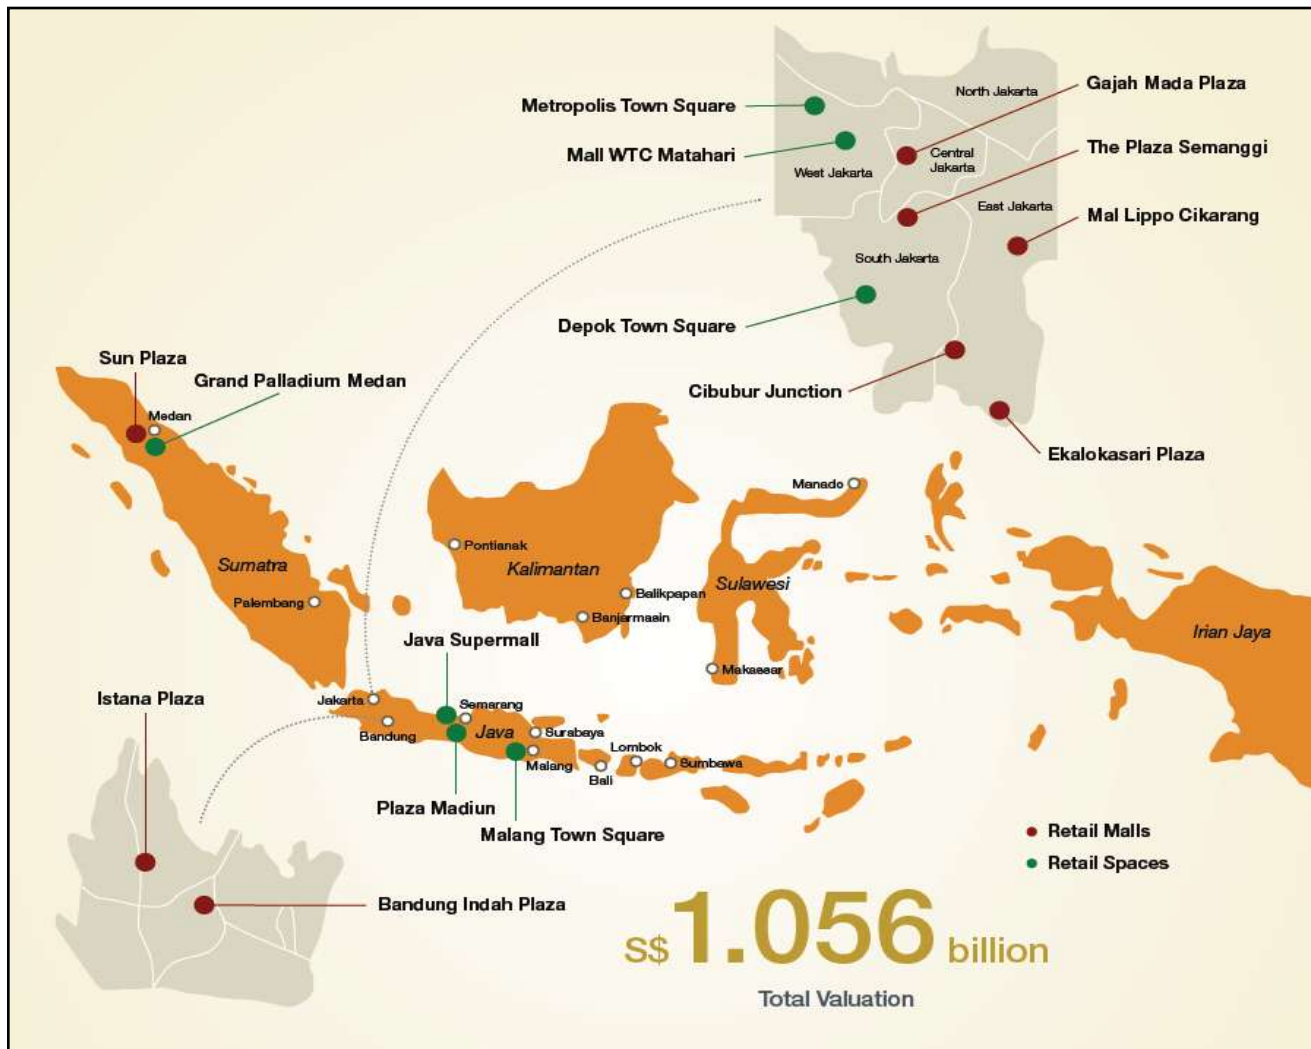 Metropolis Town Square
Mall WTC Matahari
Gajah Mada Plaza
The Plaza Semanggi
Mal Lippo Cikarang
North Jakarta
Central
Jakarta
West Jakarta
East Jakarta
South Jakarta
Depok Town Square
Cibubur Junction
Ekalokasari Plaza
Sun Plaza
Grand Palladium Medan
Medan
Manado
Pontianak
Sumatra
Kalimantan
Sulawesi
Balikpapan
Palembang
Banjarmasin
Irian Jaya
Java Supermall
Makassar
Istana Plaza
Jakarta
Semarang
Bandung
Java
Surabaya
Lombok
Malang
Bali
Sumbawa
Plaza Madiun
Malang Town Square
Retail Malls
Retail Spaces
Bandung Indah Plaza
S$ 1.056 billion
Total Valuation